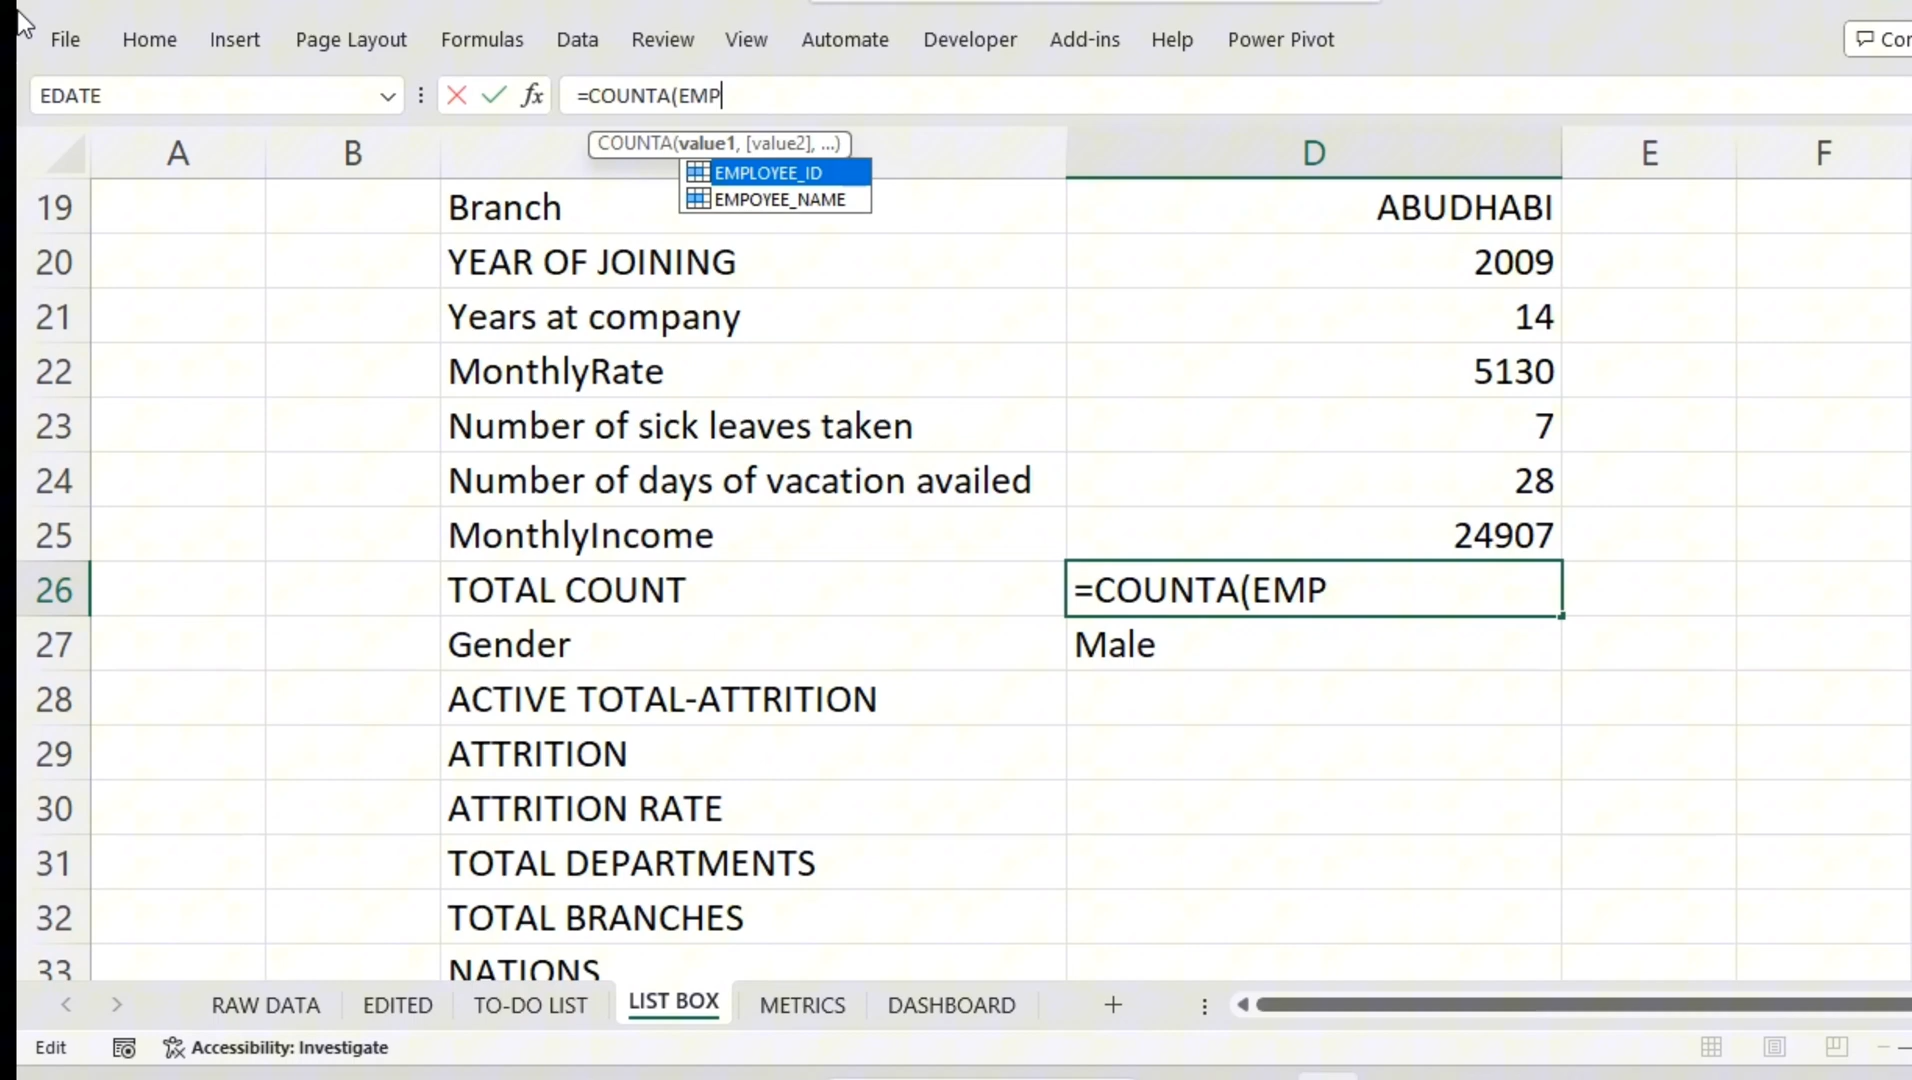 File Home Insert Page Layout Formulas Data Review View Automate Developer Add-ins Help Power Pivot
EDATE fx =COUNTA(EMP
COUNTA(value1, [value2], ...)
EMPLOYEE_ID
EMPOYEE_NAME
A B D E F
19 Branch ABUDHABI
20 YEAR OF JOINING 2009
21 Years at company 14
22 MonthlyRate 5130
23 Number of sick leaves taken 7
24 Number of days of vacation availed 28
25 MonthlyIncome 24907
26 TOTAL COUNT =COUNTA(EMP
27 Gender Male
28 ACTIVE TOTAL-ATTRITION
29 ATTRITION
30 ATTRITION RATE
31 TOTAL DEPARTMENTS
32 TOTAL BRANCHES
33 NATIONS
RAW DATA EDITED TO-DO LIST LIST BOX METRICS DASHBOARD
Edit Accessibility: Investigate